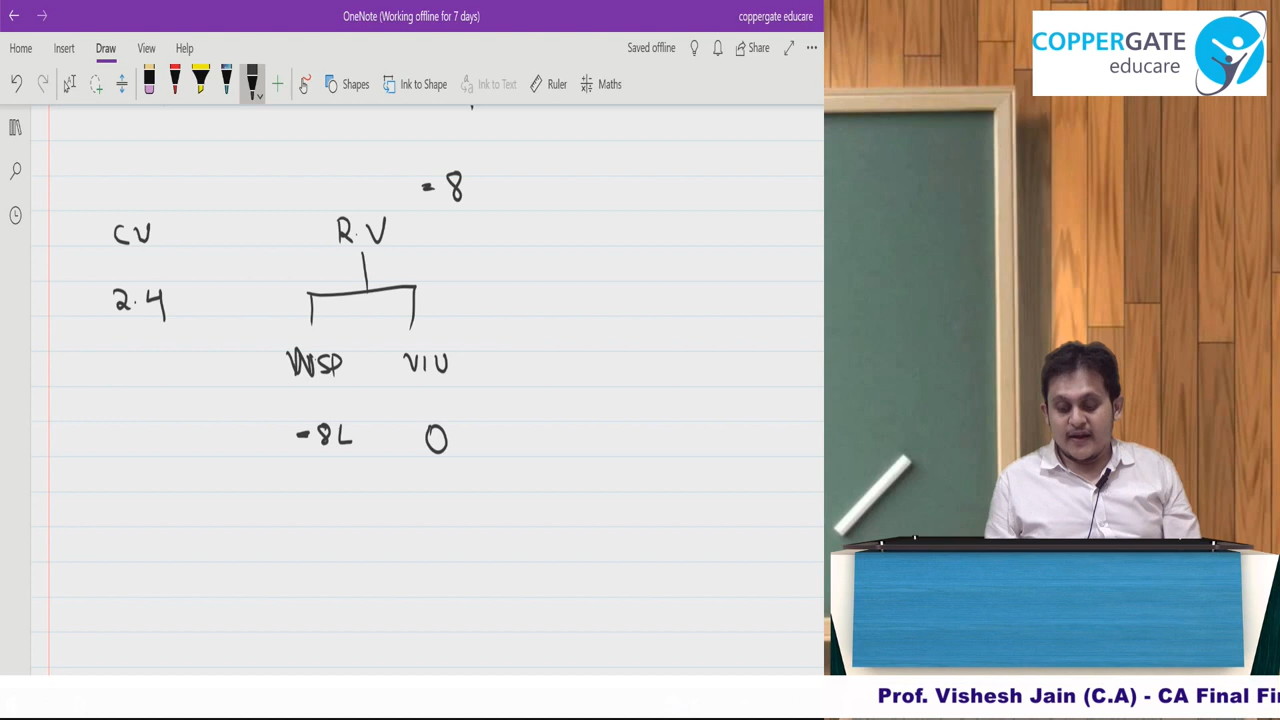 OneNote (Working offline for 7 days)
coppergate educare
Home Insert Draw View Help
Saved offline
Share
Shapes
Ink to Shape
Ink to Text
Ruler
Maths
COPPERGATE
educare
= 8
CV R.V
2.4
VIU
-8L 0
Prof. Vishesh Jain (C.A) - CA Final Fi